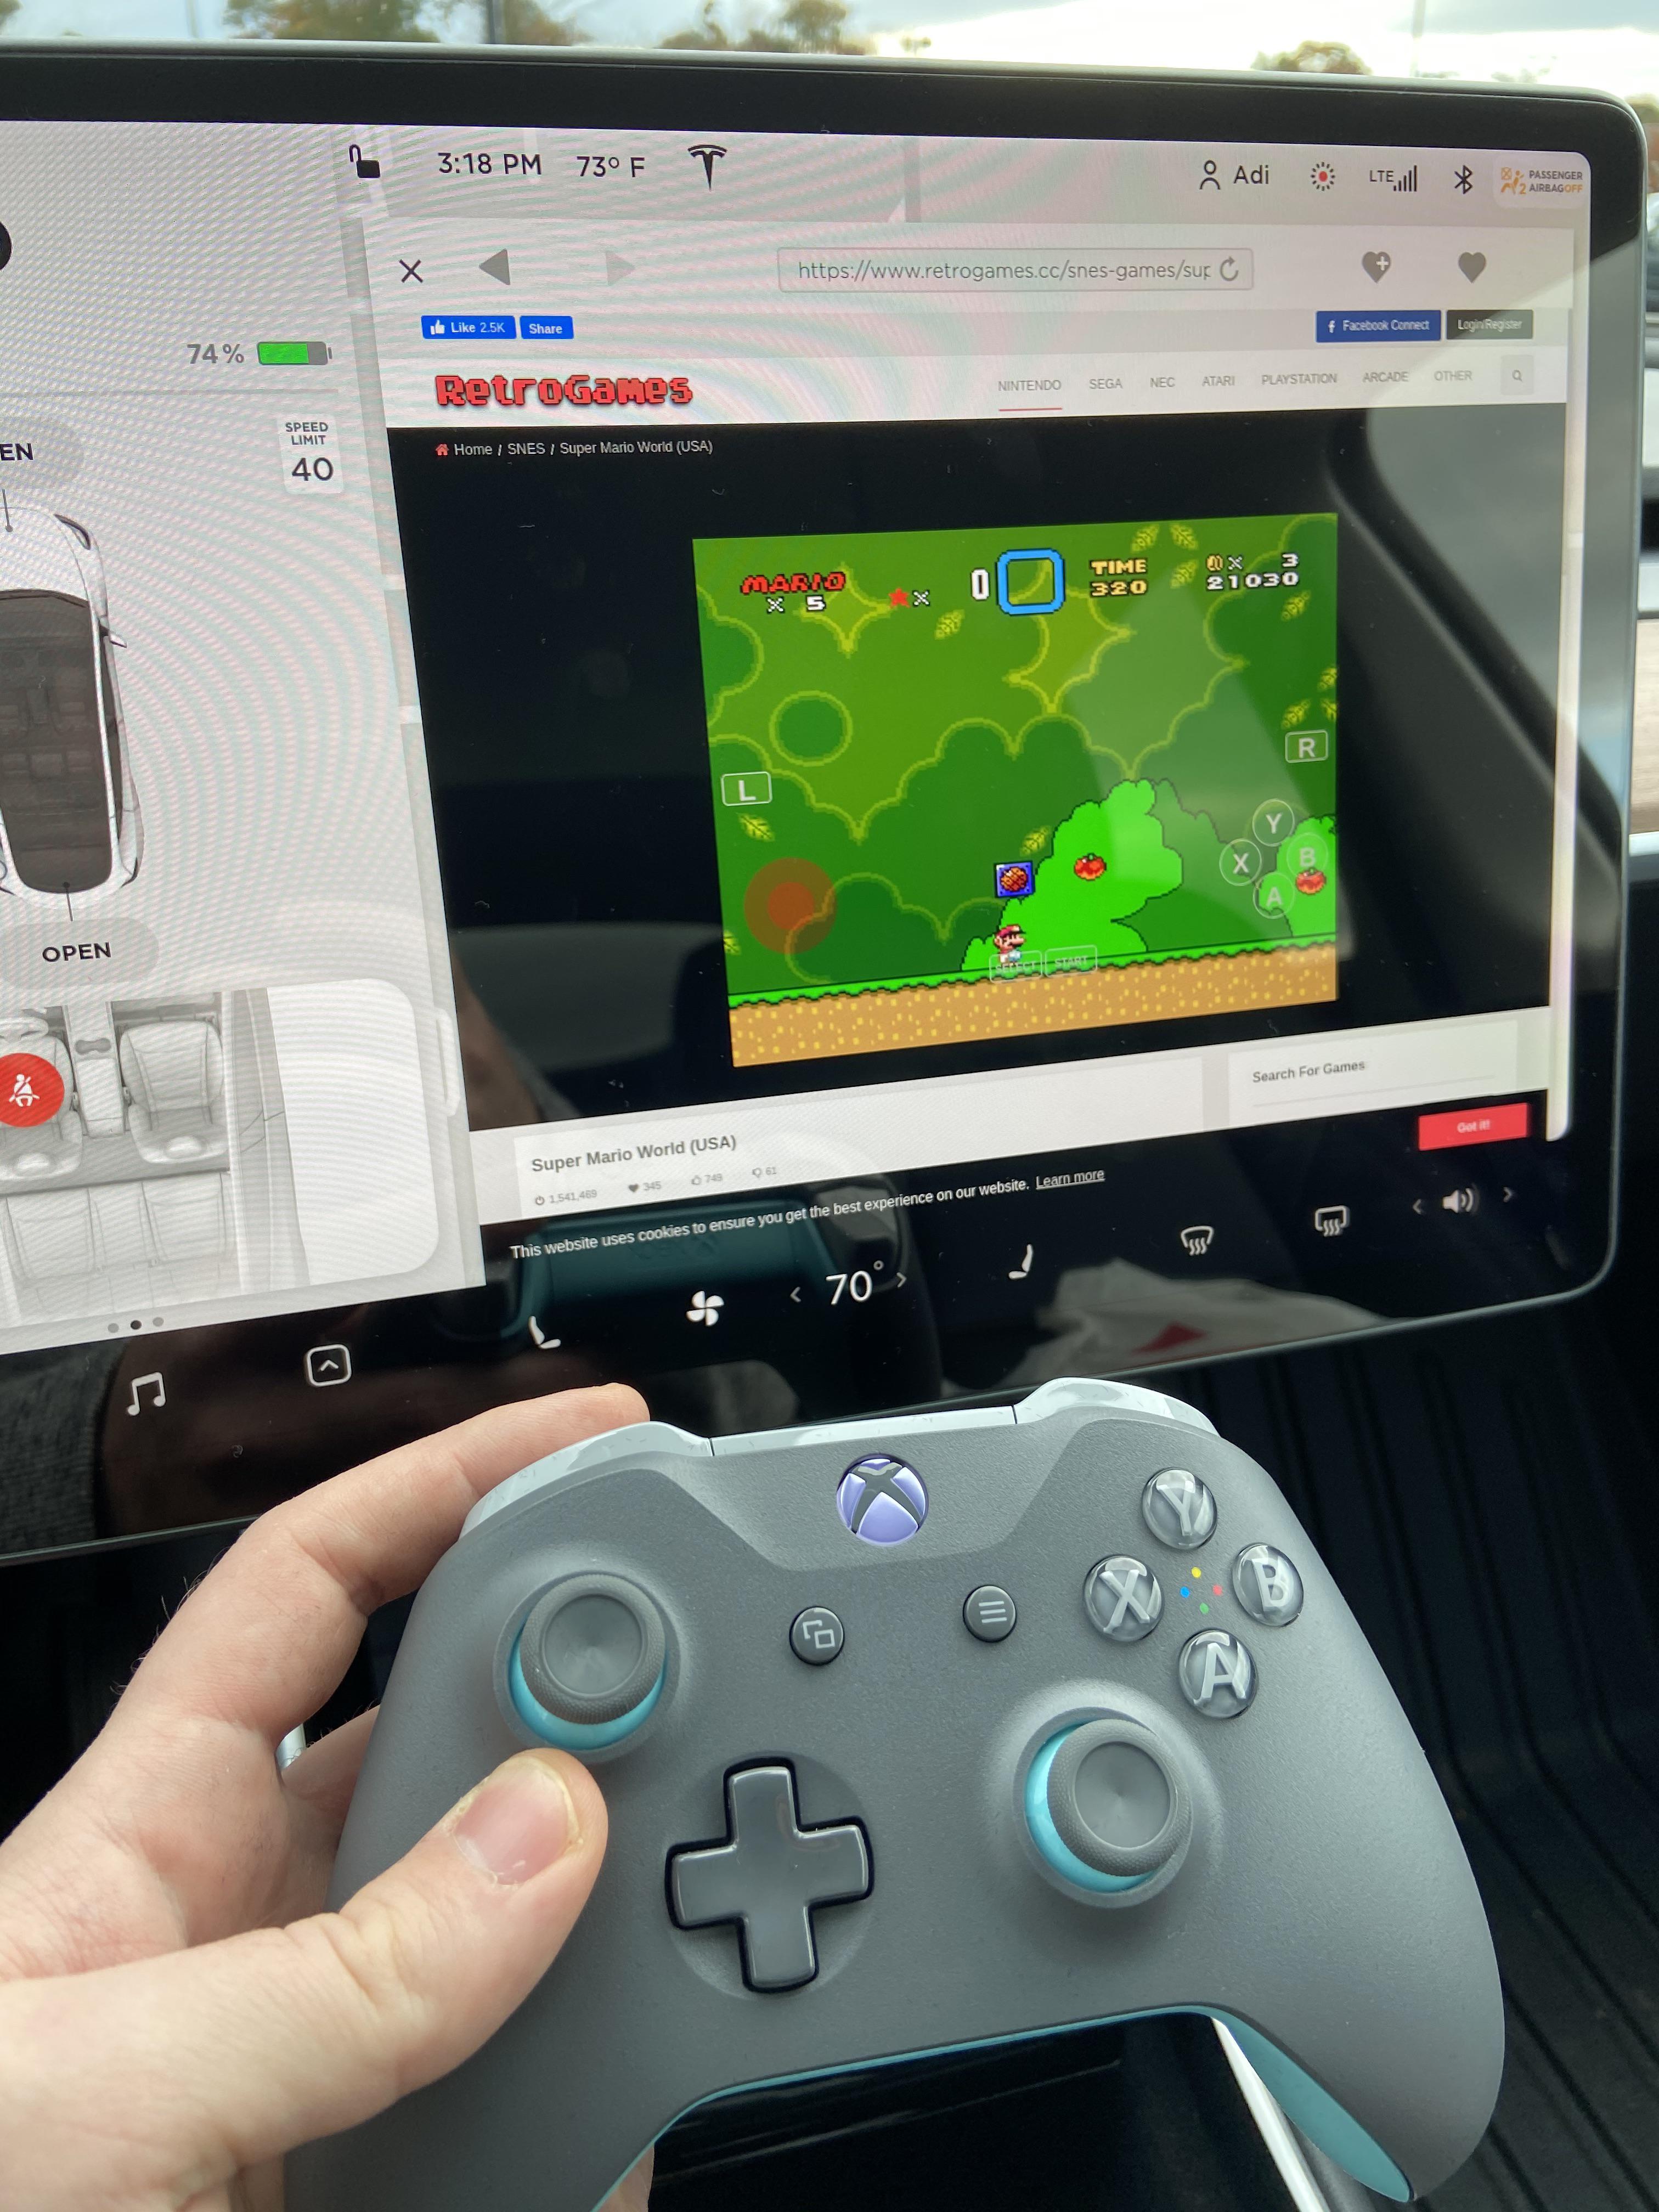 3:18 PM 73° F
Adi
LTE
PASSENGER
AIRBAG OFF
2
https://www.retrogames.cc/snes-games/sup
Like 2.5K
Share
Facebook Connect
Login/Register
74%
RetroGames
NINTENDO
SEGA
NEC
ATARI
PLAYSTATION
ARCADE
OTHER
EN
SPEED
LIMIT
40
Home / SNES / Super Mario World (USA)
MARIO
x 5
x 0
TIME
320
x 3
21030
L
R
Y
X
B
A
SELECT
START
OPEN
Super Mario World (USA)
1,541,469
345
749
61
Search For Games
This website uses cookies to ensure you get the best experience on our website. Learn more
Got it!
< 70° >
< >
Y
X
B
A